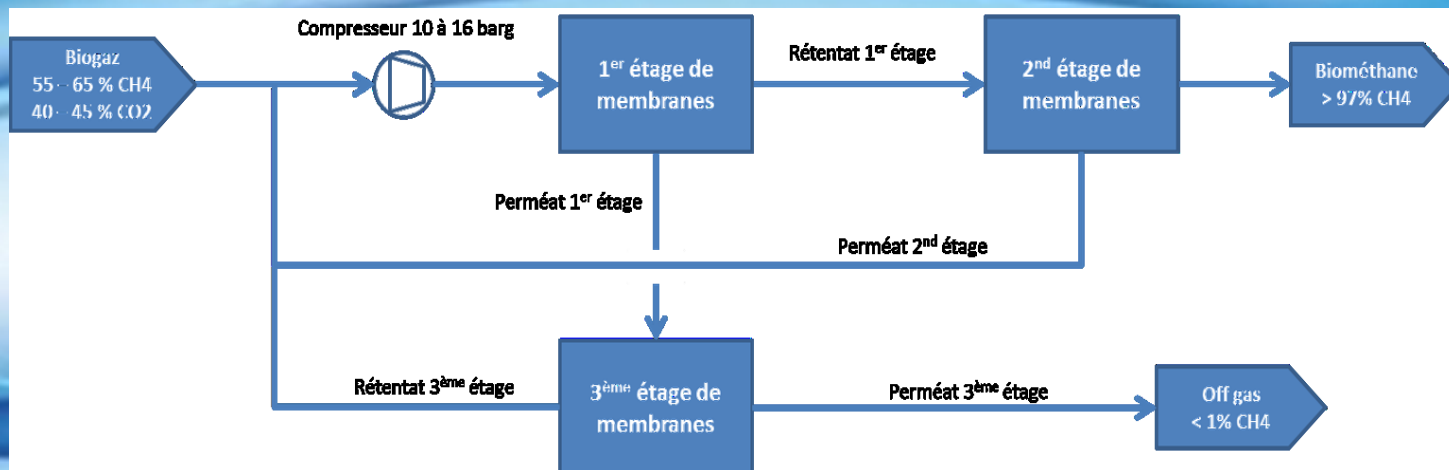 Compresseur 10 à 16 barg
Biogaz
55 - 65 % CH4
40 - 45 % CO2
1er étage de
membranes
Rétentat 1er étage
2nd étage de
membranes
Biométhane
> 97% CH4
Perméat 1er étage
Perméat 2nd étage
Rétentat 3ème étage
3ème étage de
membranes
Perméat 3ème étage
Off gas
< 1% CH4